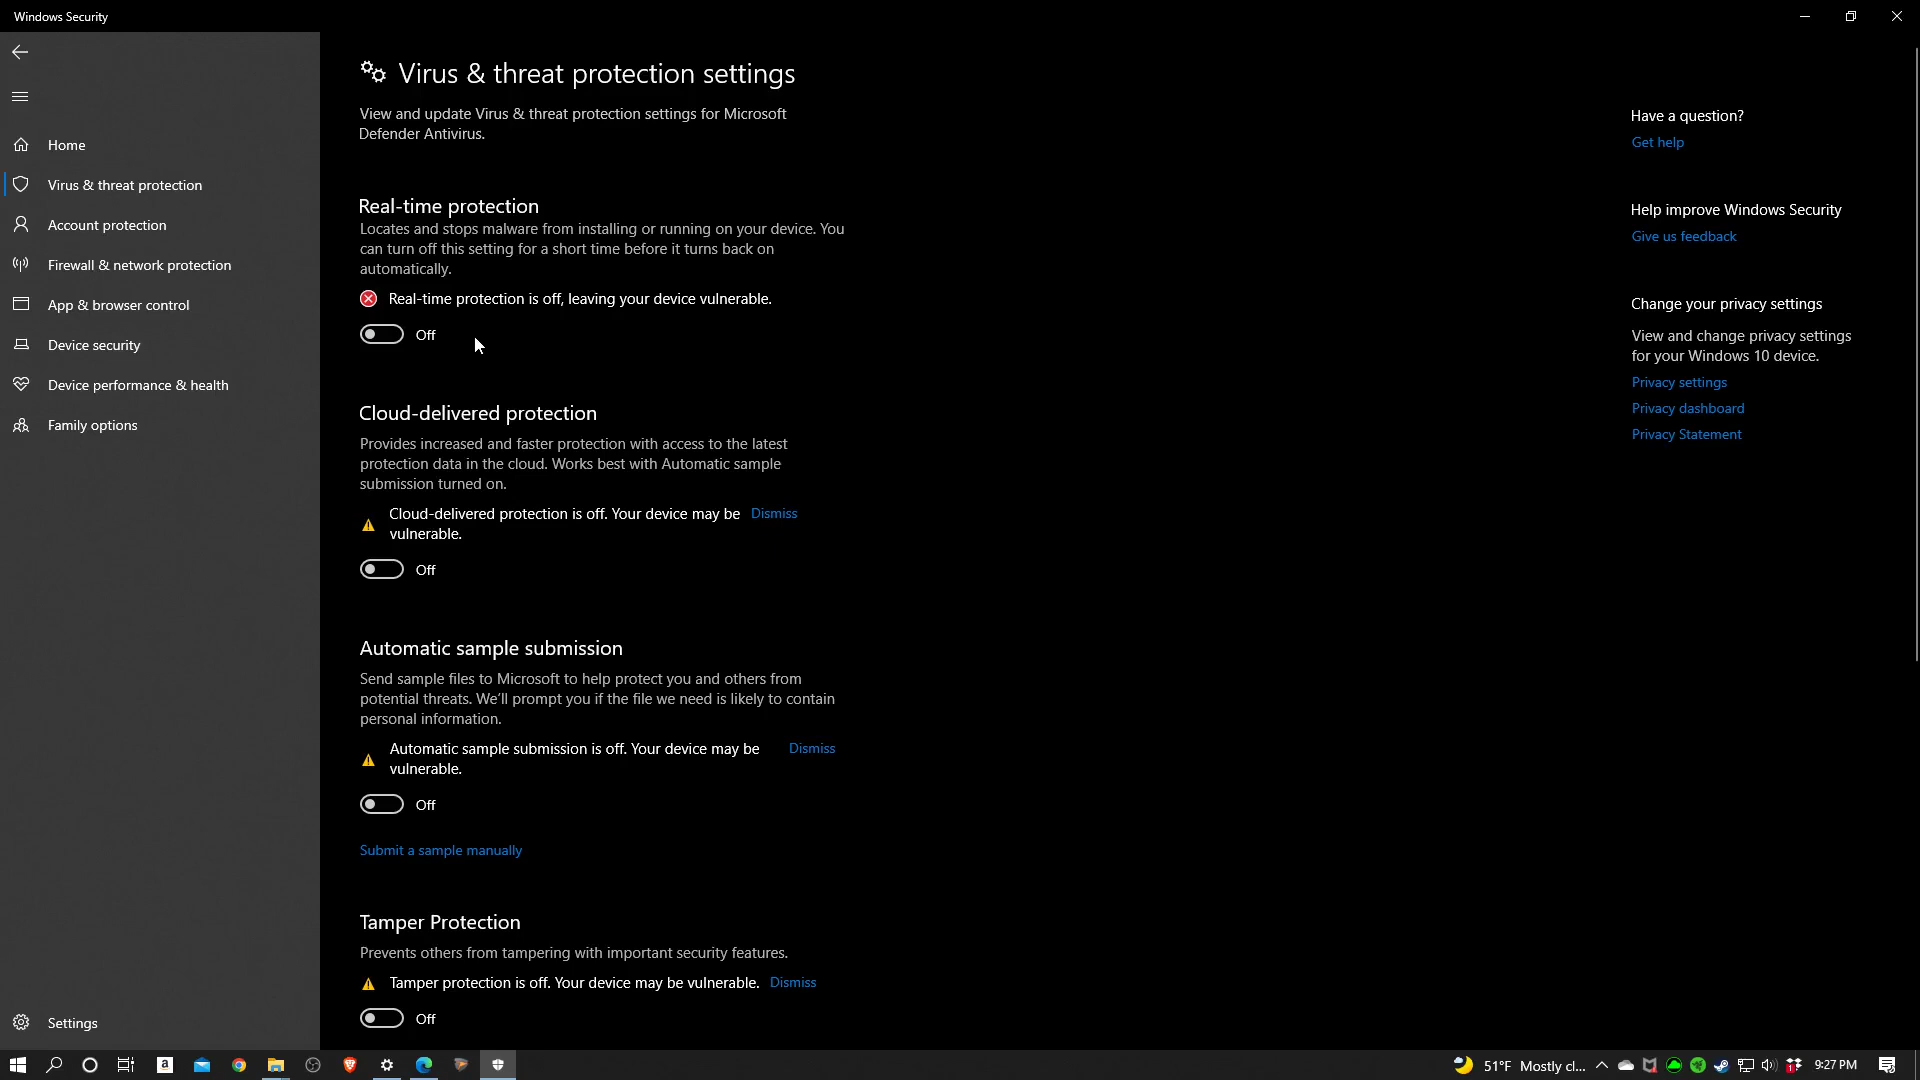 Windows Security
Home
Virus & threat protection
Account protection
Firewall & network protection
App & browser control
Device security
Device performance & health
Family options
Settings
Virus & threat protection settings
View and update Virus & threat protection settings for Microsoft
Defender Antivirus.
Real-time protection
Locates and stops malware from installing or running on your device. You
can turn off this setting for a short time before it turns back on
automatically.
Real-time protection is off, leaving your device vulnerable.
Off
Cloud-delivered protection
Provides increased and faster protection with access to the latest
protection data in the cloud. Works best with Automatic sample
submission turned on.
Cloud-delivered protection is off. Your device may be Dismiss
vulnerable.
Off
Automatic sample submission
Send sample files to Microsoft to help protect you and others from
potential threats. We'll prompt you if the file we need is likely to contain
personal information.
Automatic sample submission is off. Your device may be Dismiss
vulnerable.
Off
Submit a sample manually
Tamper Protection
Prevents others from tampering with important security features.
Tamper protection is off. Your device may be vulnerable. Dismiss
Off
Have a question?
Get help
Help improve Windows Security
Give us feedback
Change your privacy settings
View and change privacy settings
for your Windows 10 device.
Privacy settings
Privacy dashboard
Privacy Statement
a
51°F Mostly cl...
1
9:27 PM